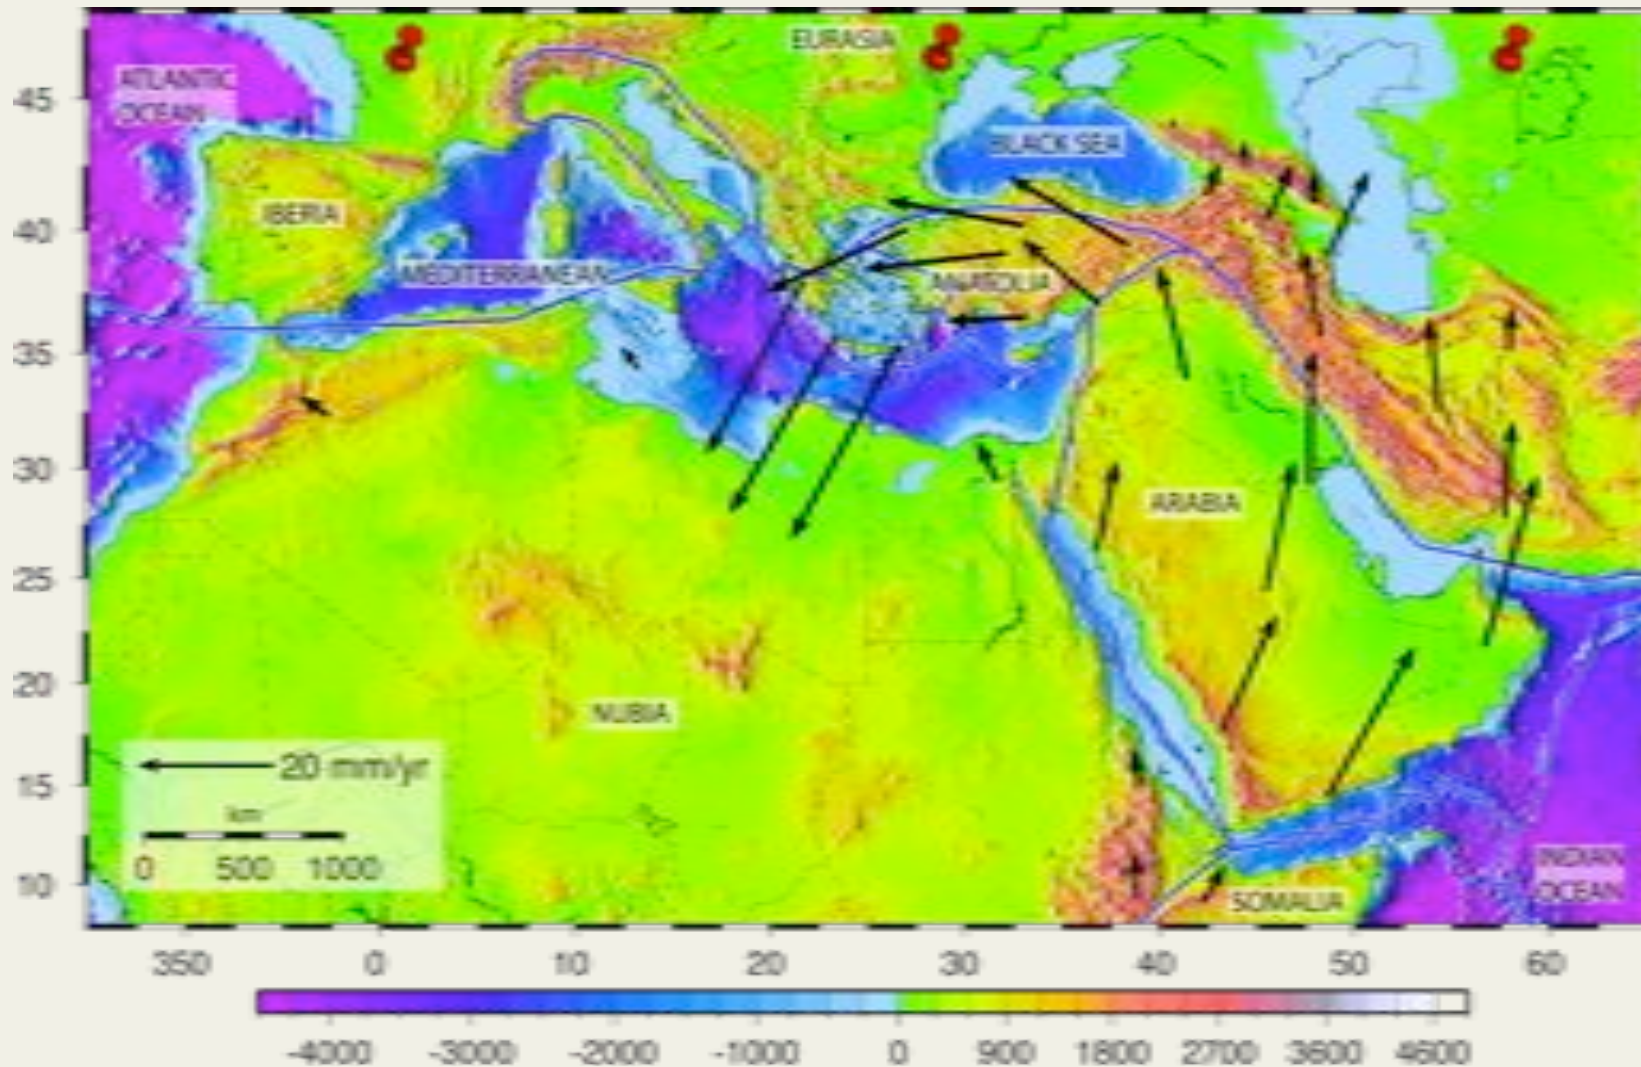 EURASIA
ATLANTIC
OCEAN
45
BLACK SEA
IBERIA
40
MEDITERRANEAN
ANATOLIA
35
30
ARABIA
25
20
NUBIA
20 mm/yr
15
km
0 500 1000
10
INDIAN
OCEAN
SOMALIA
350 0 10 20 30 40 50 60
-4000 -3000 -2000 -1000 0 900 1800 2700 3600 4600